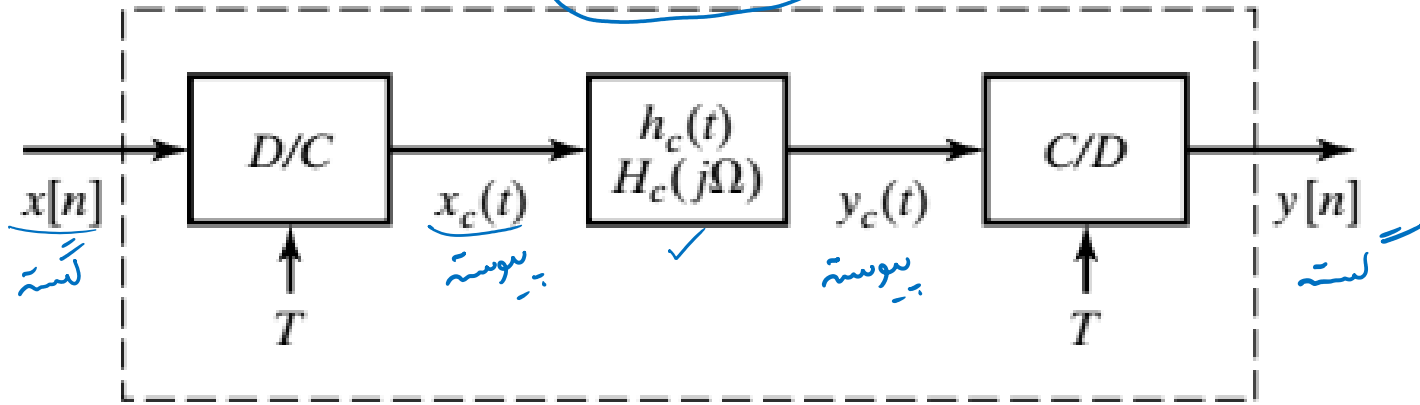 D/C
h_c(t)
H_c(jΩ)
C/D
x[n]
x_c(t)
y_c(t)
y[n]
گسسته
پیوسته
پیوسته
گسسته
T
T